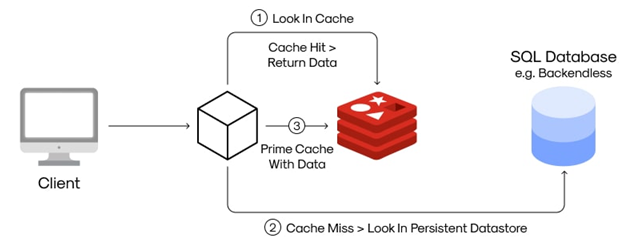 1 Look In Cache
Cache Hit >
Return Data
SQL Database
e.g. Backendless
3
Prime Cache
With Data
Client
2 Cache Miss > Look In Persistent Datastore